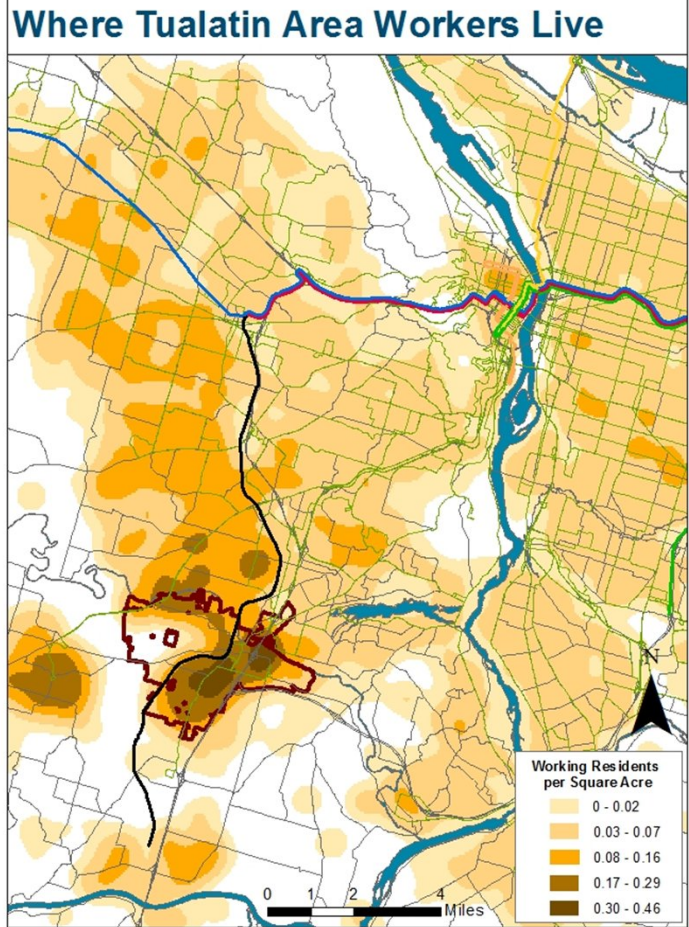 Where Tualatin Area Workers Live
N
Working Residents
per Square Acre
0 - 0.02
0.03 - 0.07
0.08 - 0.16
0.17 - 0.29
0.30 - 0.46
0 1 2 4
Miles